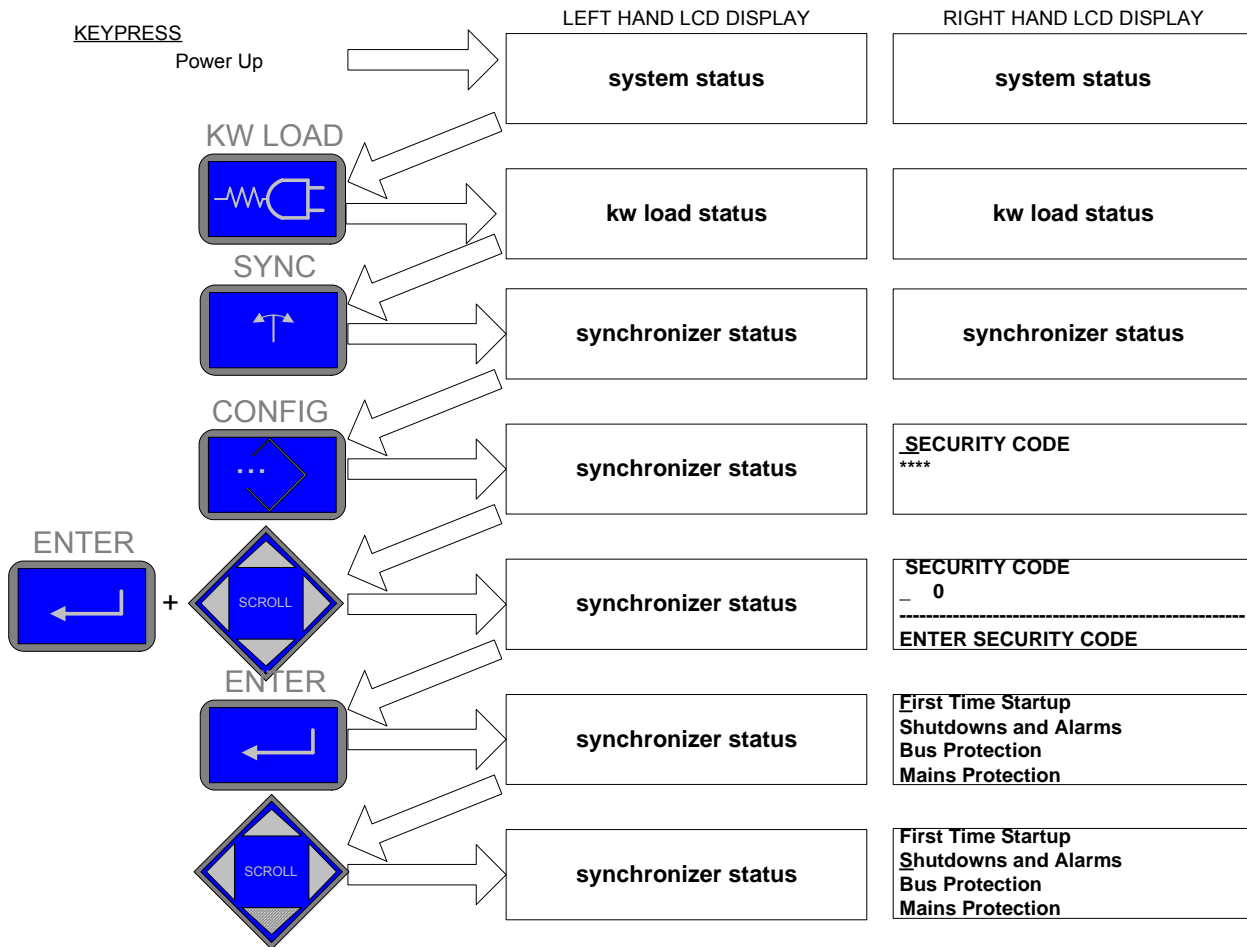 LEFT HAND LCD DISPLAY
RIGHT HAND LCD DISPLAY
KEYPRESS
Power Up
system status
system status
KW LOAD
kw load status
kw load status
SYNC
synchronizer status
synchronizer status
CONFIG
...
synchronizer status
SECURITY CODE
****
ENTER
+
SCROLL
synchronizer status
SECURITY CODE
_ 0
----------------------------------------------------
ENTER SECURITY CODE
ENTER
synchronizer status
First Time Startup
Shutdowns and Alarms
Bus Protection
Mains Protection
SCROLL
synchronizer status
First Time Startup
Shutdowns and Alarms
Bus Protection
Mains Protection